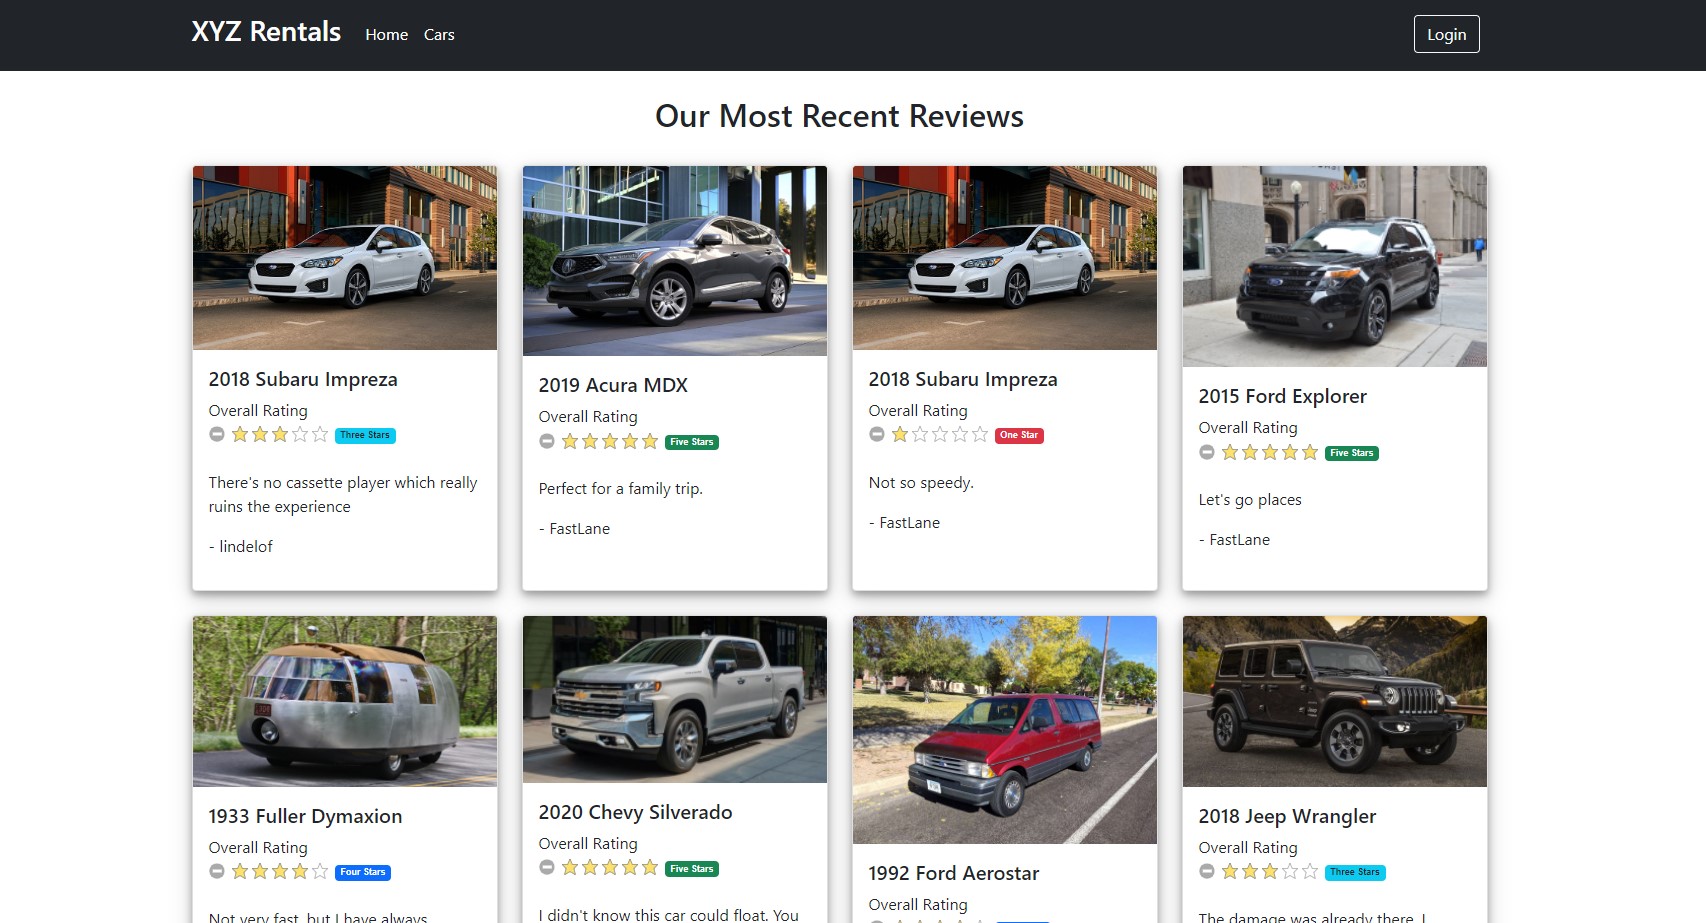 XYZ Rentals Home Cars Login
Our Most Recent Reviews
2018 Subaru Impreza
Overall Rating
Three Stars
There's no cassette player which really
ruins the experience
- lindelof
2019 Acura MDX
Overall Rating
Five Stars
Perfect for a family trip.
- FastLane
2018 Subaru Impreza
Overall Rating
One Star
Not so speedy.
- FastLane
2015 Ford Explorer
Overall Rating
Five Stars
Let's go places
- FastLane
1933 Fuller Dymaxion
Overall Rating
Four Stars
Not very fast, but I have always
2020 Chevy Silverado
Overall Rating
Five Stars
I didn't know this car could float. You
1992 Ford Aerostar
Overall Rating
2018 Jeep Wrangler
Overall Rating
Three Stars
The damage was already there. I